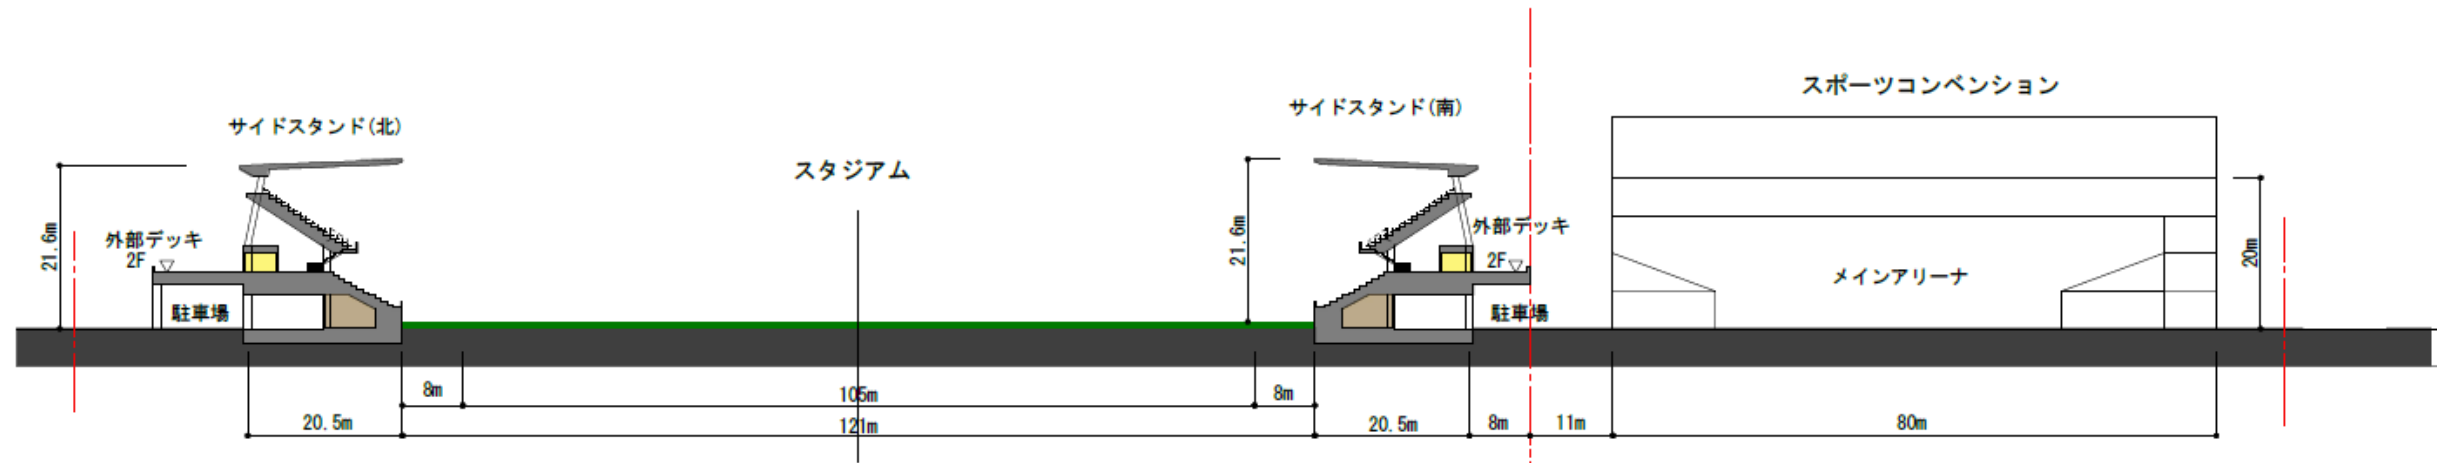 スポーツコンベンション
サイドスタンド(南)
サイドスタンド(北)
スタジアム
外部デッキ
2F
21.6m
駐車場
21.6m
外部デッキ
2F
駐車場
メインアリーナ
20m
8m
105m
8m
20.5m
121m
20.5m
8m
11m
80m